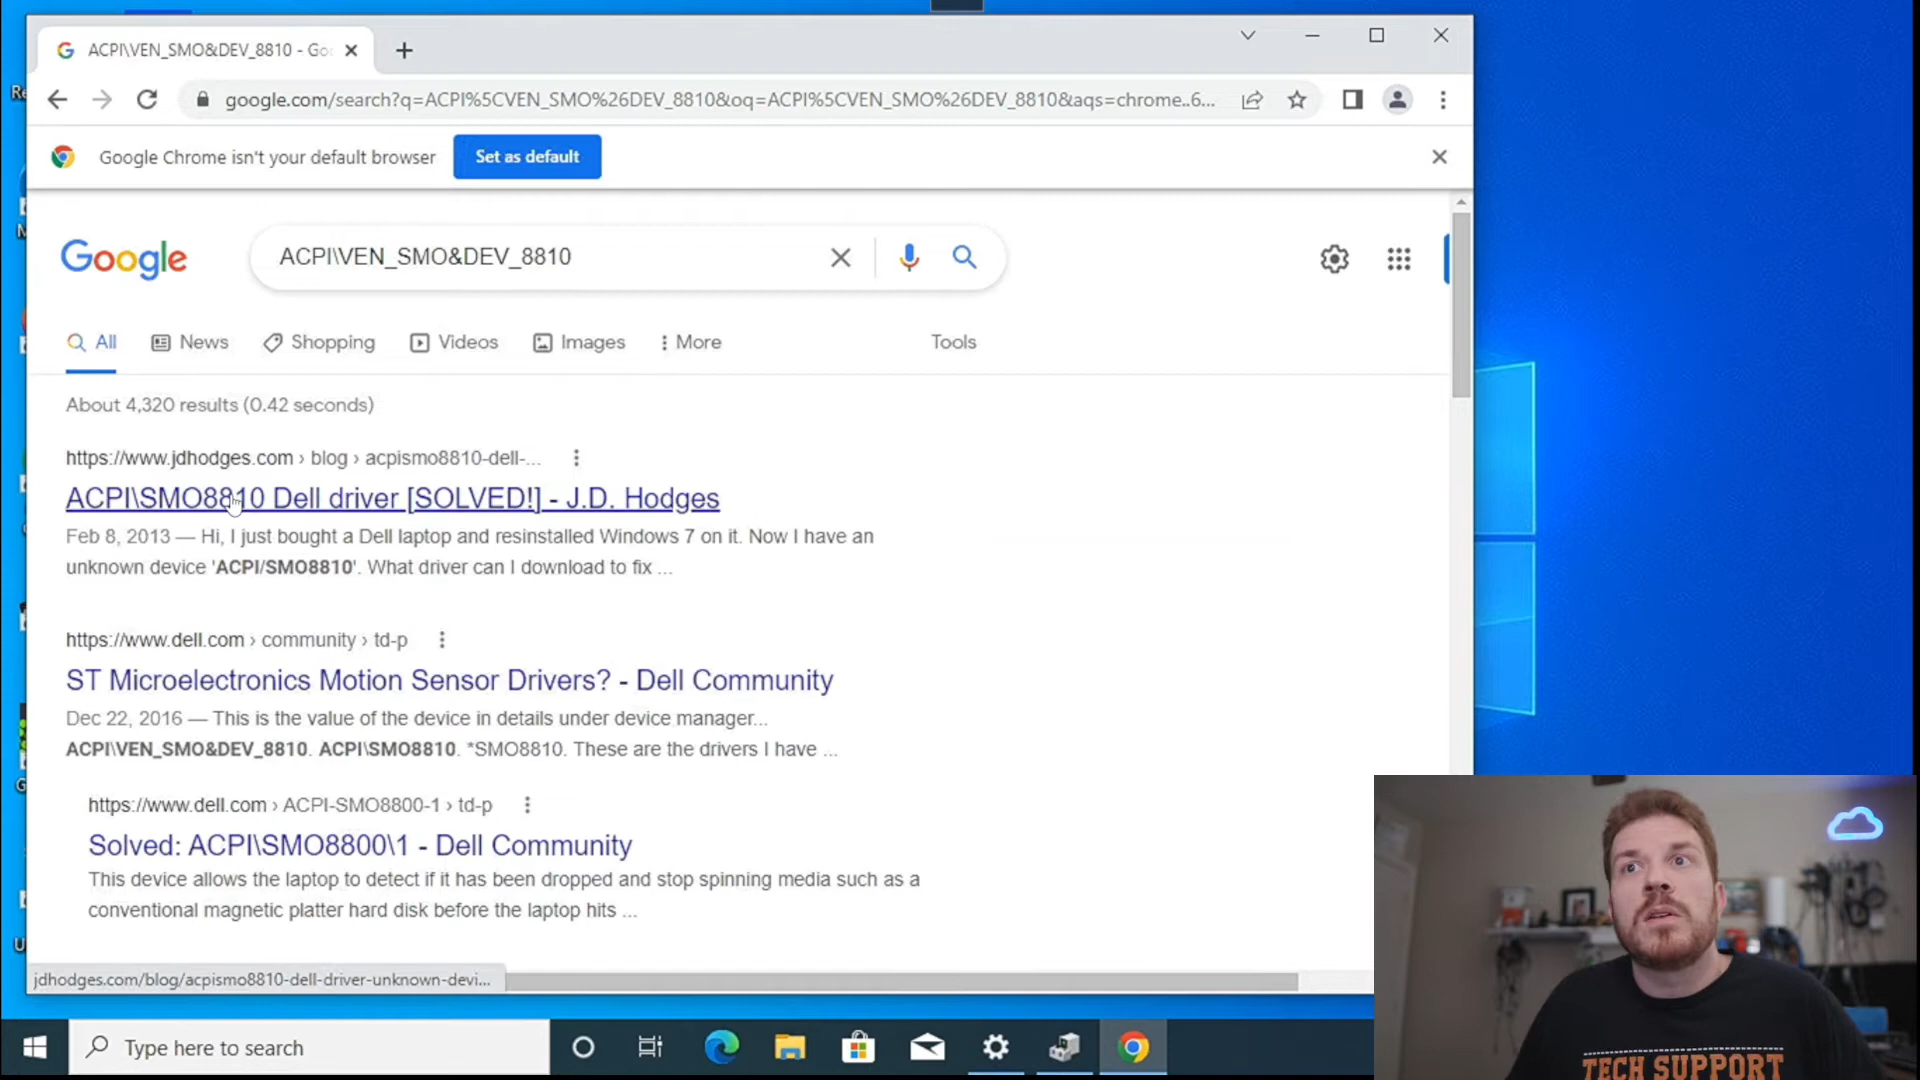 ACPI\VEN_SMO&DEV_8810 - Go
google.com/search?q=ACPI%5CVEN_SMO%26DEV_8810&oq=ACPI%5CVEN_SMO%26DEV_8810&aqs=chrome..6...
Google Chrome isn't your default browser
Set as default
Google
ACPI\VEN_SMO&DEV_8810
All
News
Shopping
Videos
Images
More
Tools
About 4,320 results (0.42 seconds)
https://www.jdhodges.com › blog › acpismo8810-dell-...
ACPI\SMO8810 Dell driver [SOLVED!] - J.D. Hodges
Feb 8, 2013 — Hi, I just bought a Dell laptop and resinstalled Windows 7 on it. Now I have an
unknown device 'ACPI/SMO8810'. What driver can I download to fix ...
https://www.dell.com › community › td-p
ST Microelectronics Motion Sensor Drivers? - Dell Community
Dec 22, 2016 — This is the value of the device in details under device manager...
ACPI\VEN_SMO&DEV_8810. ACPI\SMO8810. *SMO8810. These are the drivers I have ...
https://www.dell.com › ACPI-SMO8800-1 › td-p
Solved: ACPI\SMO8800\1 - Dell Community
This device allows the laptop to detect if it has been dropped and stop spinning media such as a
conventional magnetic platter hard disk before the laptop hits ...
jdhodges.com/blog/acpismo8810-dell-driver-unknown-devi...
Type here to search
TECH SUPPORT